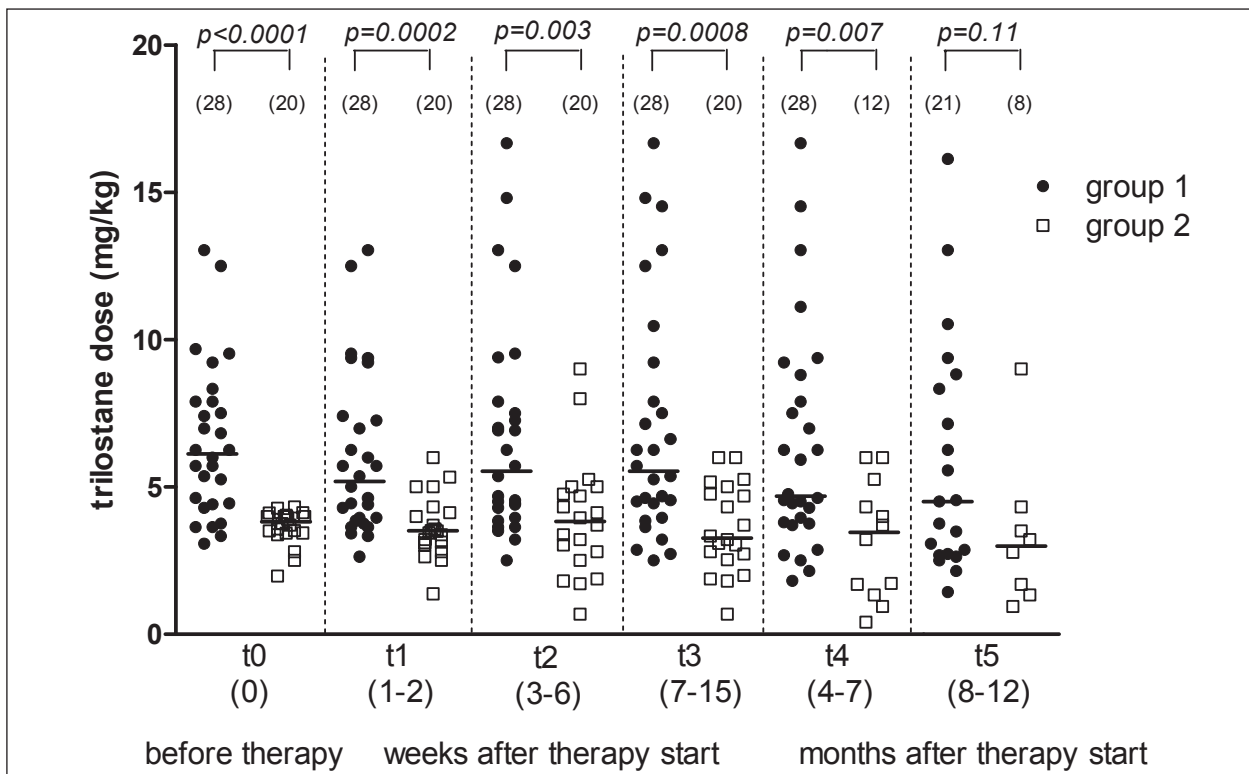 p<0.0001 p=0.0002 p=0.003 p=0.0008 p=0.007 p=0.11
(28) (20) (28) (20) (28) (20) (28) (20) (28) (12) (21) (8)
group 1
group 2
trilostane dose (mg/kg)
20
15
10
5
0
t0 t1 t2 t3 t4 t5
(0) (1-2) (3-6) (7-15) (4-7) (8-12)
before therapy weeks after therapy start months after therapy start